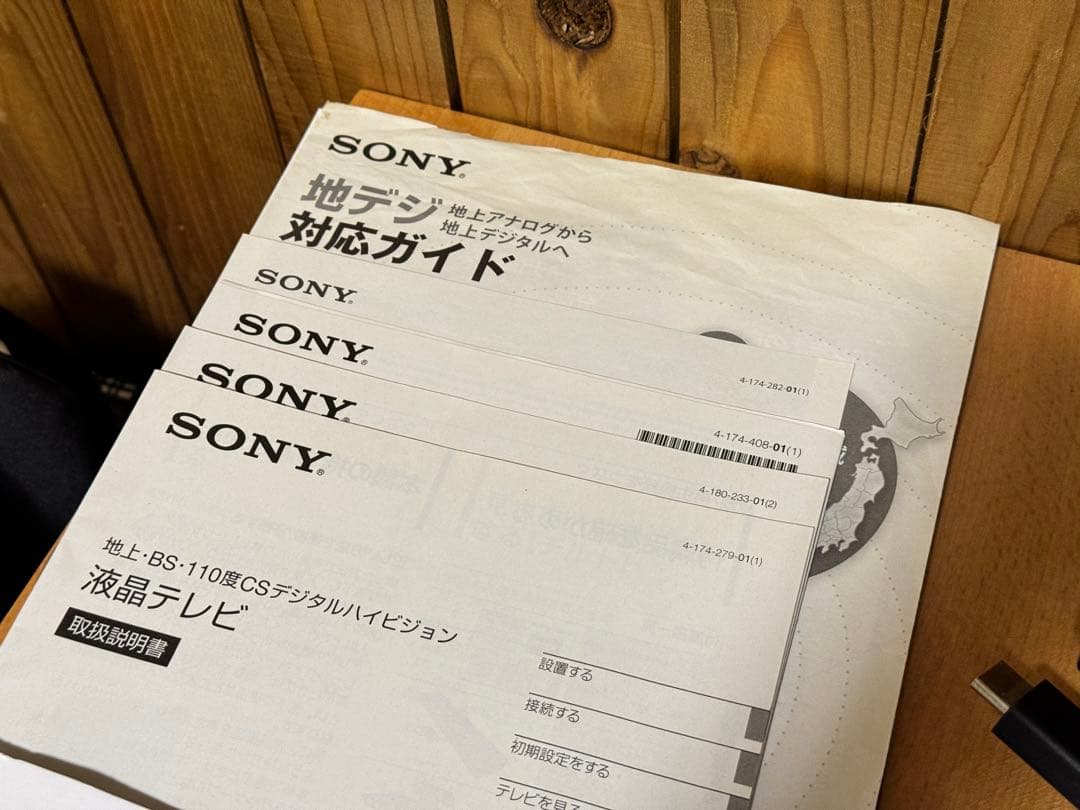 SONY
地デジ
地上アナログから
地上デジタルへ
対応ガイド
SONY
4-174-282-01(1)
SONY
4-174-408-01(1)
SONY
4-180-233-01(2)
SONY
4-174-279-01(1)
地上・BS・110度CSデジタルハイビジョン
液晶テレビ
取扱説明書
設置する
接続する
初期設定をする
テレビを見る